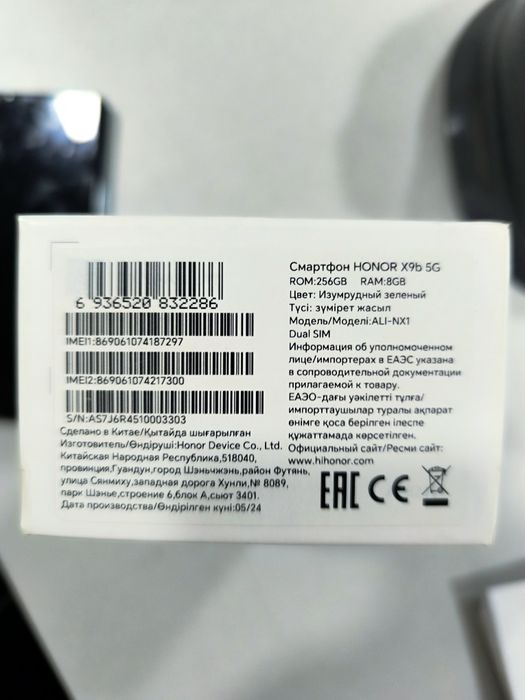 6 936520 832286
IMEI1:869061074187297
IMEI2:869061074217300
S/N:AS7J6R4510003303
Сделано в Китае/Қытайда шығарылған
Изготовитель/Өндіруші:Honor Device Co., Ltd.
Китайская Народная Республика,518040,
провинция,Гуандун,город Шэньчжэнь,район Футянь,
улица Сянмиху,западная дорога Хунли,№ 8089,
парк Шанье,строение 6,блок А,сьют 3401.
Дата производства/Өндірілген күні:05/24
Смартфон HONOR X9b 5G
ROM:256GB RAM:8GB
Цвет: Изумрудный зеленый
Түсі: зүмірет жасыл
Модель/Моделі:ALI-NX1
Dual SIM
Информация об уполномоченном
лице/импортерах в ЕАЭС указана
в сопроводительной документации
прилагаемой к товару.
ЕАЭО-дағы уәкілетті тұлға/
импорттаушылар туралы ақпарат
өнімге қоса берілген ілеспе
құжаттамада көрсетілген.
Официальный сайт/Ресми сайт:
www.hihonor.com
EAC CE